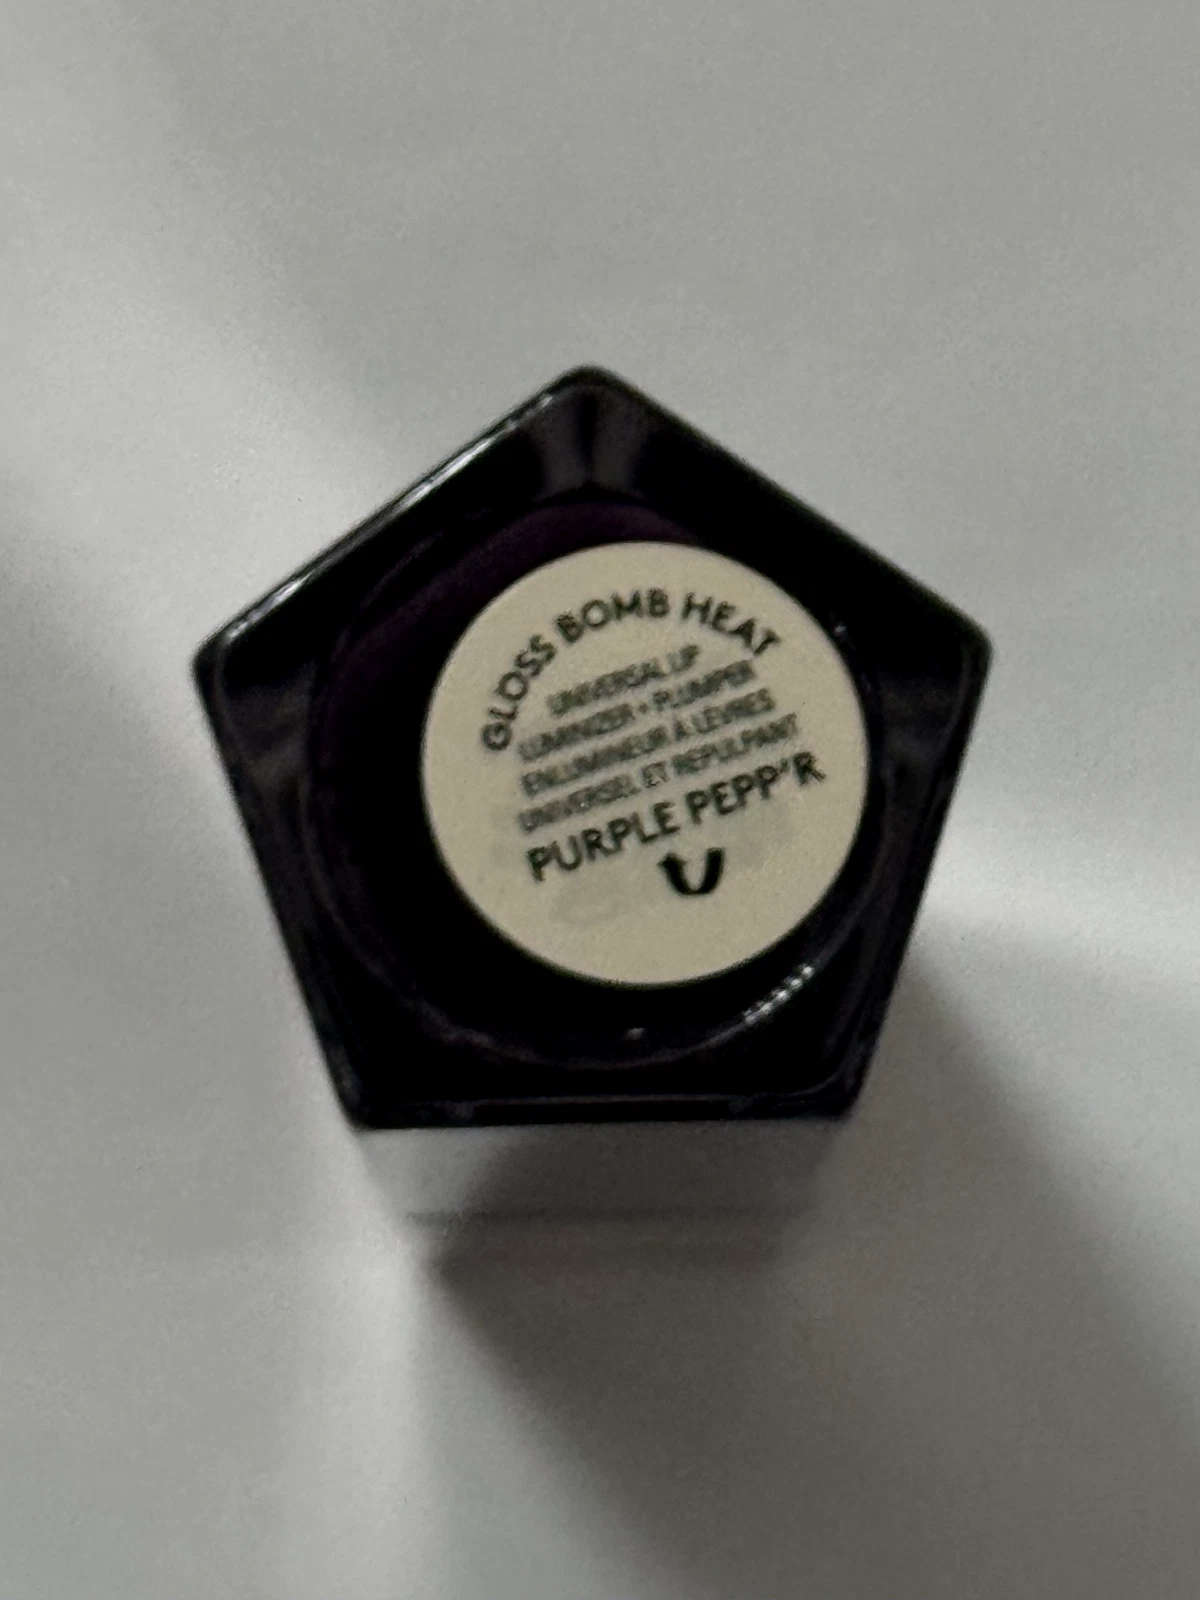 GLOSS BOMB HEAT
UNIVERSAL LIP
LUMINIZER + PLUMPER
ENLUMINEUR À LÈVRES
UNIVERSEL ET REPULPANT
PURPLE PEPP'R